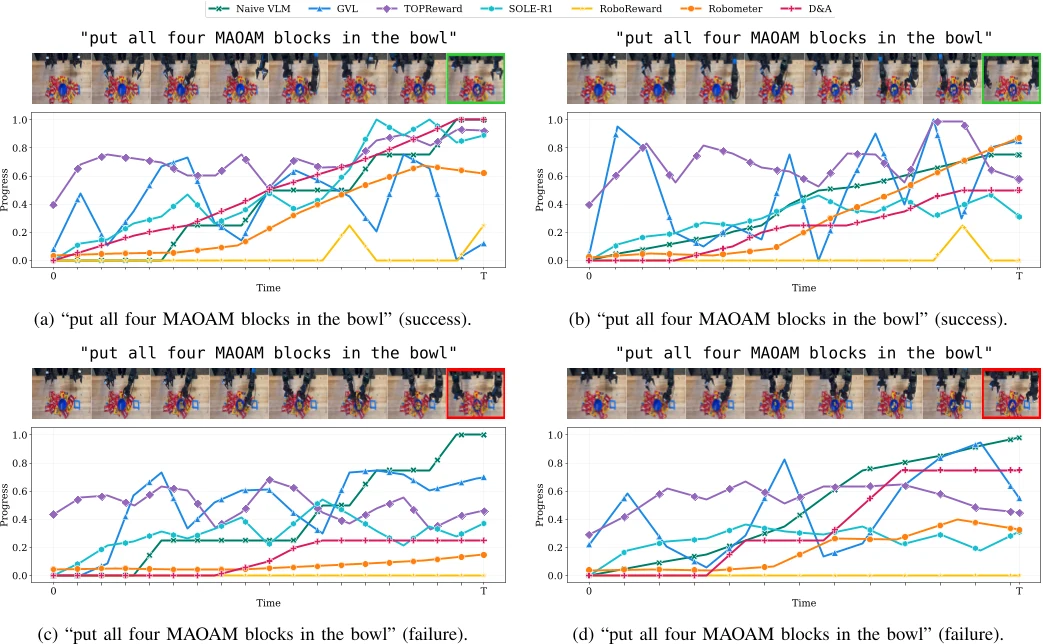 Naive VLM GVL TOPReward SOLE-R1 RoboReward Robometer D&A
"put all four MAOAM blocks in the bowl"
1.0
0.8
0.6
0.4
0.2
0.0
Progress
0 T
Time
(a) “put all four MAOAM blocks in the bowl” (success).
"put all four MAOAM blocks in the bowl"
1.0
0.8
0.6
0.4
0.2
0.0
Progress
0 T
Time
(b) “put all four MAOAM blocks in the bowl” (success).
"put all four MAOAM blocks in the bowl"
1.0
0.8
0.6
0.4
0.2
0.0
Progress
0 T
Time
(c) “put all four MAOAM blocks in the bowl” (failure).
"put all four MAOAM blocks in the bowl"
1.0
0.8
0.6
0.4
0.2
0.0
Progress
0 T
Time
(d) “put all four MAOAM blocks in the bowl” (failure).